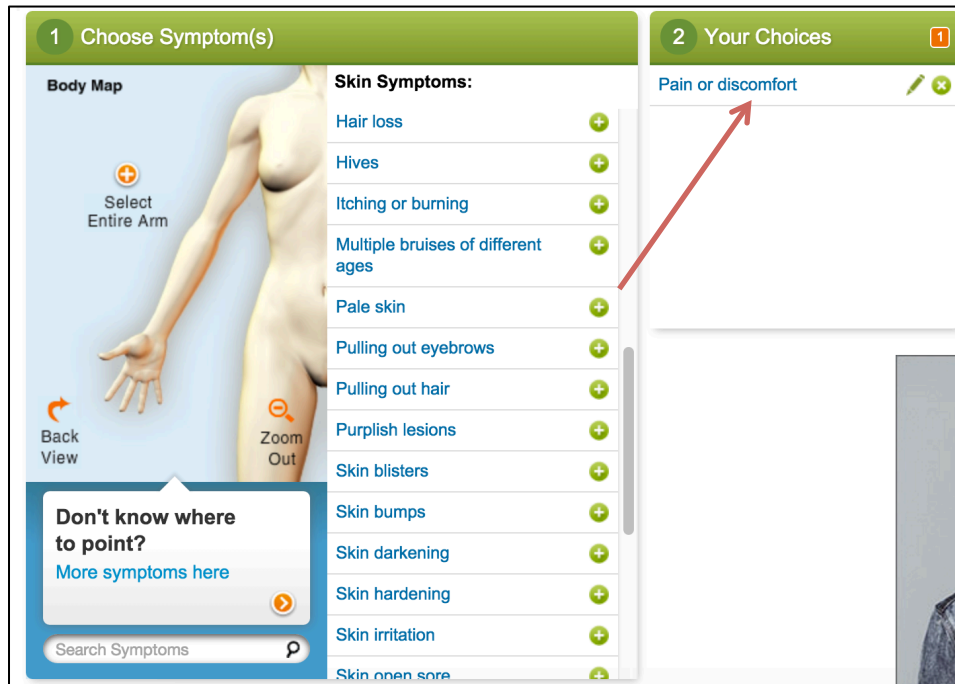 1 Choose Symptom(s)
Body Map
Select
Entire Arm
Back
View
Zoom
Out
Don't know where
to point?
More symptoms here
Search Symptoms
Skin Symptoms:
Hair loss
Hives
Itching or burning
Multiple bruises of different
ages
Pale skin
Pulling out eyebrows
Pulling out hair
Purplish lesions
Skin blisters
Skin bumps
Skin darkening
Skin hardening
Skin irritation
Skin open sore
2 Your Choices 1
Pain or discomfort